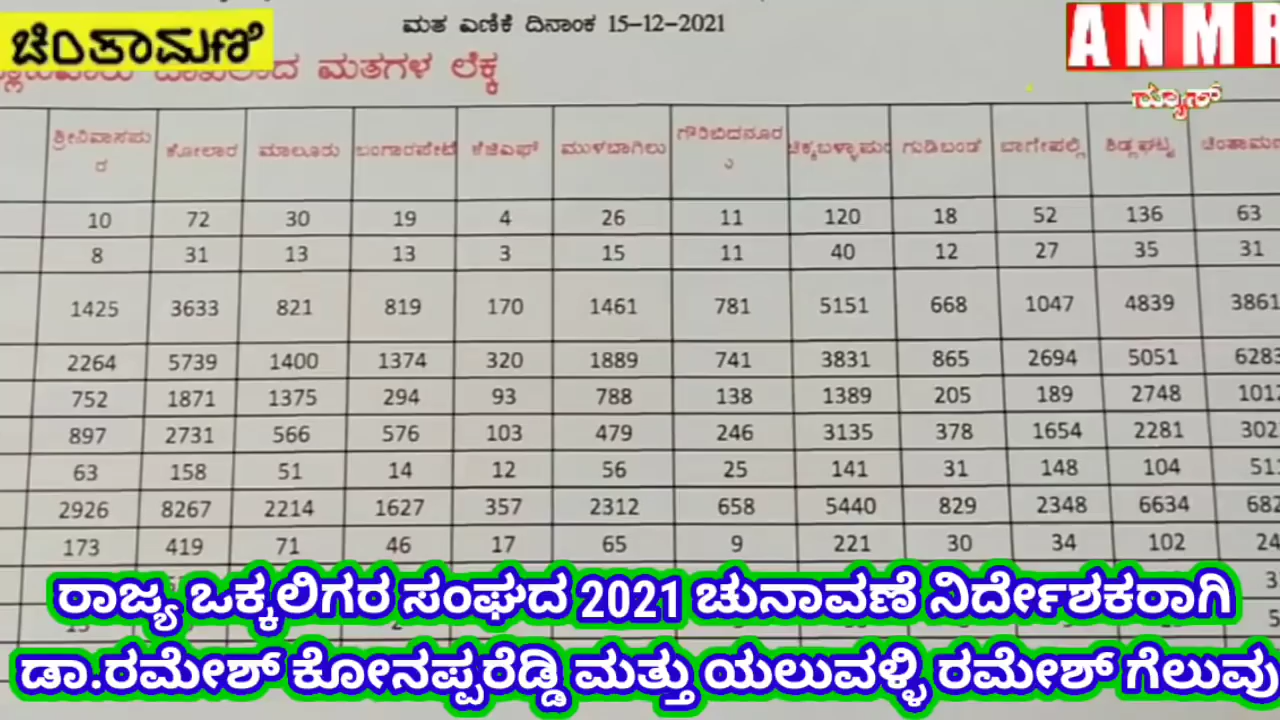 ಮತ ಎಣಿಕೆ ದಿನಾಂಕ 15-12-2021
ಚಿಂತಾಮಣಿ
ANMR
ನ್ಯೂಸ್
ದ ಮತಗಳ ಲೆಕ್ಕ
ಶ್ರೀನಿವಾಸಪುರ ಕೋಲಾರ ಮಾಲೂರು ಬಂಗಾರಪೇಟೆ ಕೆಜಿಎಫ್ ಮುಳಬಾಗಿಲು ಗೌರಿಬಿದನೂರು ಚಿಕ್ಕಬಳ್ಳಾಪುರ ಗುಡಿಬಂಡೆ ಬಾಗೇಪಲ್ಲಿ ಶಿಡ್ಲಘಟ್ಟ ಚಿಂತಾಮಣಿ
10 72 30 19 4 26 11 120 18 52 136 63
8 31 13 13 3 15 11 40 12 27 35 31
1425 3633 821 819 170 1461 781 5151 668 1047 4839 3861
2264 5739 1400 1374 320 1889 741 3831 865 2694 5051 6283
752 1871 1375 294 93 788 138 1389 205 189 2748 1012
897 2731 566 576 103 479 246 3135 378 1654 2281 302
63 158 51 14 12 56 25 141 31 148 104 511
2926 8267 2214 1627 357 2312 658 5440 829 2348 6634 682
173 419 71 46 17 65 9 221 30 34 102 24
ರಾಜ್ಯ ಒಕ್ಕಲಿಗರ ಸಂಘದ 2021 ಚುನಾವಣೆ ನಿರ್ದೇಶಕರಾಗಿ
ಡಾ.ರಮೇಶ್ ಕೋನಪ್ಪರೆಡ್ಡಿ ಮತ್ತು ಯಲುವಳ್ಳಿ ರಮೇಶ್ ಗೆಲುವು